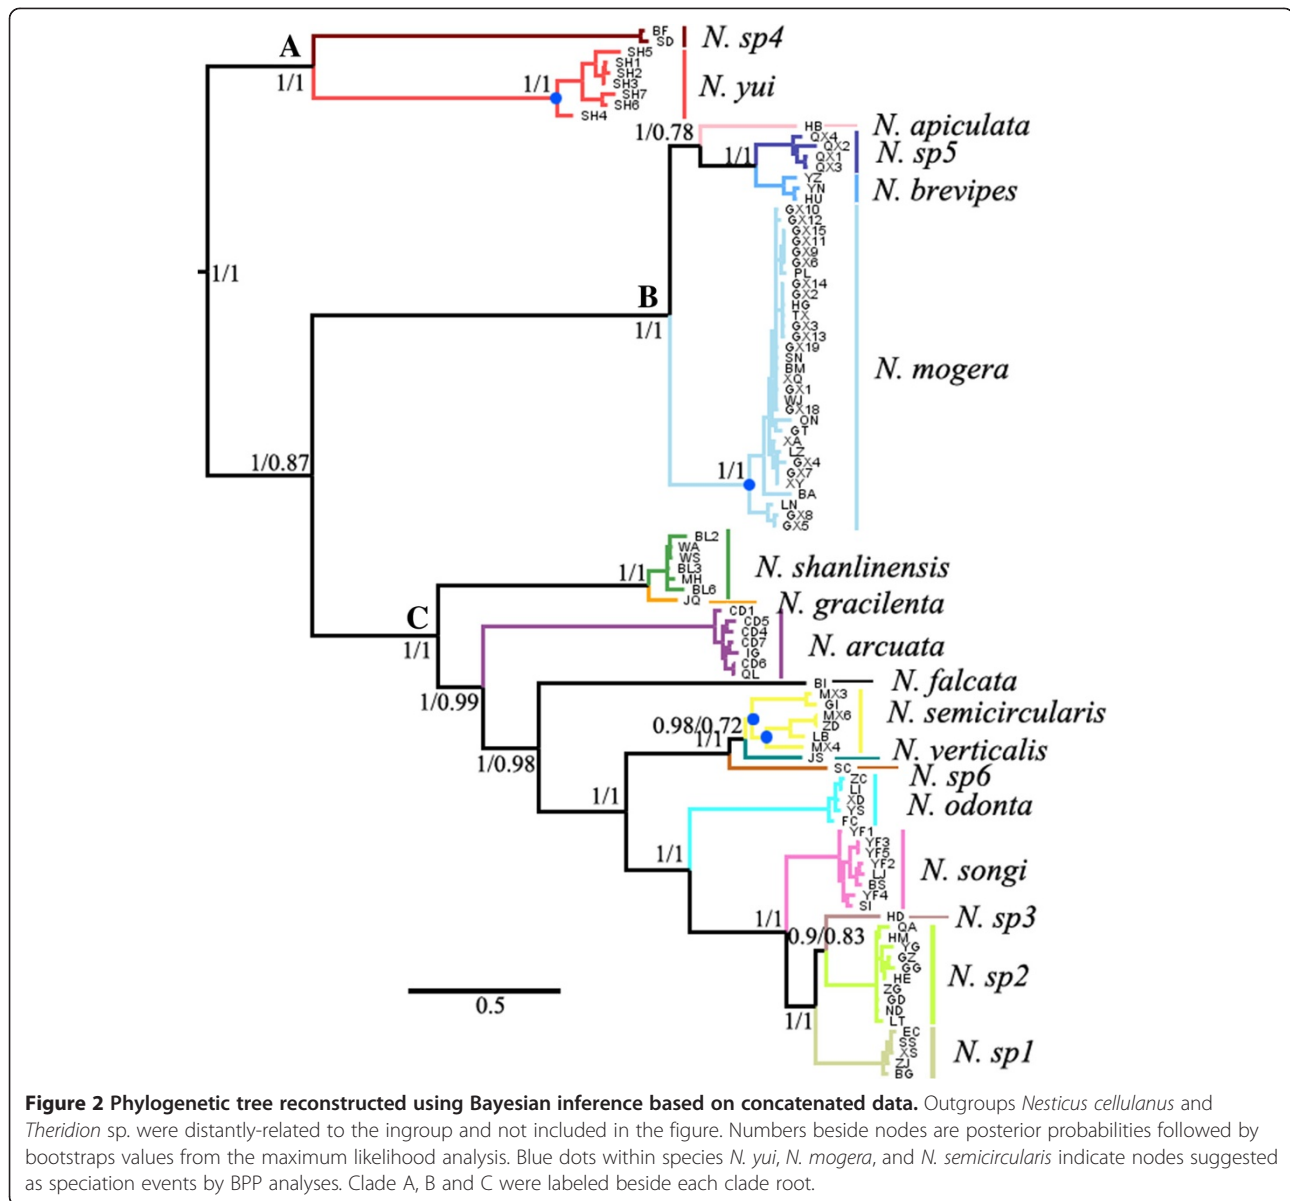 BF
SD
N. sp4
A
SH5
SH1
SH2
SH3
SH7
SH6
SH4
N. yui
1/1
1/1
1/0.78
HB
N. apiculata
QX4
QX2
QX1
QX3
N. sp5
1/1
YZ
YN
HU
N. brevipes
GX10
GX12
GX15
GX11
GX9
GX6
PL
GX14
GX2
HG
TX
GX3
GX13
GX19
SN
BM
XQ
GX1
WJ
GX18
QN
GT
XA
LZ
GX4
GX7
XY
BA
LN
GX8
GX5
N. mogera
1/1
B
1/1
1/1
1/0.87
BL2
WA
WS
BL3
MH
BL6
N. shanlinensis
1/1
JQ
N. gracilenta
C
1/1
CD1
CD5
CD4
CD7
IG
CD6
QL
N. arcuata
1/0.99
BI
N. falcata
MX3
GI
MX6
ZD
LB
MX4
N. semicircularis
0.98/0.72
1/1
JS
N. verticalis
1/0.98
SC
N. sp6
ZC
LI
XD
YS
FC
N. odonta
1/1
YF1
YF3
YF5
YF2
LJ
BS
YF4
SI
N. songi
1/1
1/1
HD
N. sp3
0.9/0.83
QA
HM
YG
GZ
GG
HE
ZG
GD
ND
LT
N. sp2
1/1
EC
SS
XS
ZJ
BG
N. sp1
0.5
Figure 2 Phylogenetic tree reconstructed using Bayesian inference based on concatenated data. Outgroups Nesticus cellulanus and
Theridion sp. were distantly-related to the ingroup and not included in the figure. Numbers beside nodes are posterior probabilities followed by
bootstraps values from the maximum likelihood analysis. Blue dots within species N. yui, N. mogera, and N. semicircularis indicate nodes suggested
as speciation events by BPP analyses. Clade A, B and C were labeled beside each clade root.